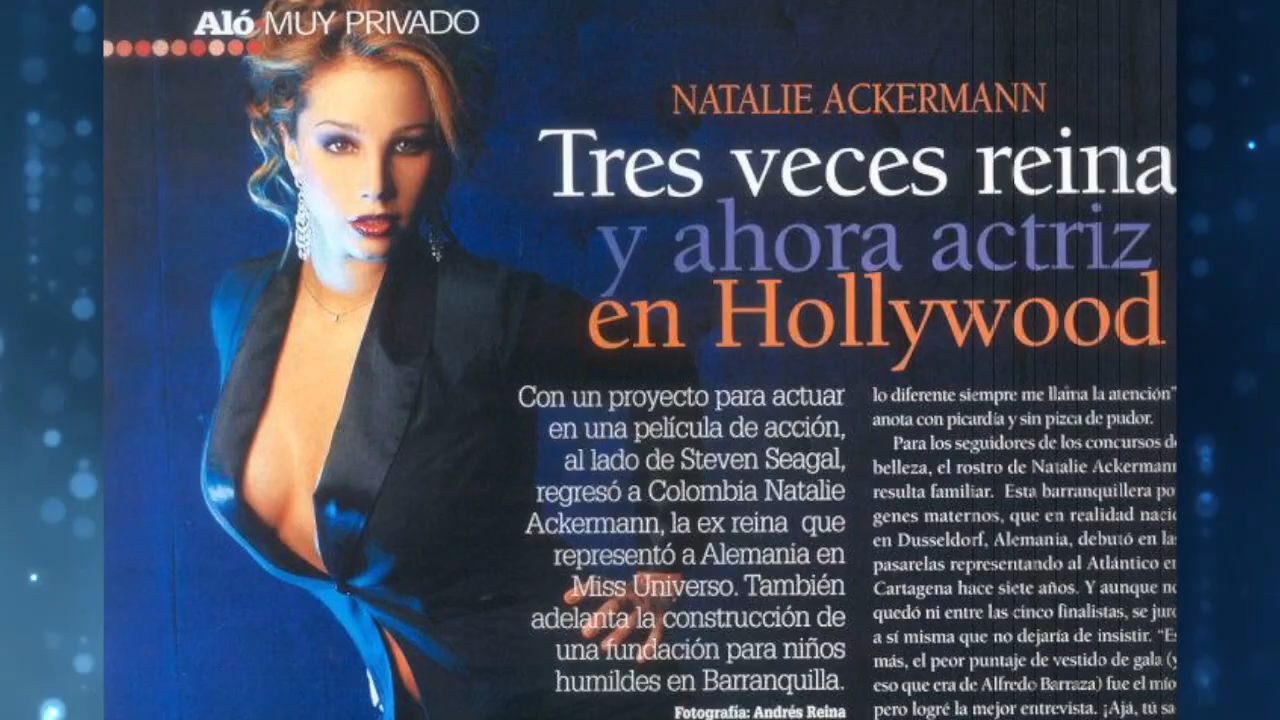 Aló MUY PRIVADO
NATALIE ACKERMANN
Tres veces reina
y ahora actriz
en Hollywood
Con un proyecto para actuar
en una película de acción,
al lado de Steven Seagal,
regresó a Colombia Natalie
Ackermann, la ex reina que
representó a Alemania en
Miss Universo. También
adelanta la construcción de
una fundación para niños
humildes en Barranquilla.
Fotografía: Andrés Reina
lo diferente siempre me llama la atención"
anota con picardía y sin pizca de pudor.
Para los seguidores de los concursos de
belleza, el rostro de Natalie Ackermann
resulta familiar. Esta barranquillera po
genes maternos, que en realidad nació
en Dusseldorf, Alemania, debutó en las
pasarelas representando al Atlántico en
Cartagena hace siete años. Y aunque no
quedó ni entre las cinco finalistas, se juró
a sí misma que no dejaría de insistir. "Es
más, el peor puntaje de vestido de gala (y
eso que era de Alfredo Barraza) fue el mío
pero logré la mejor entrevista. ¡Ajá, tú sa